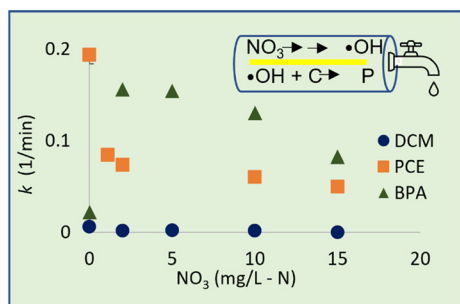 0.2
NO₃→ → •OH
•OH + C→ P
0.1
k (1/min)
DCM
PCE
BPA
0
0 5 10 15 20
NO₃ (mg/L - N)